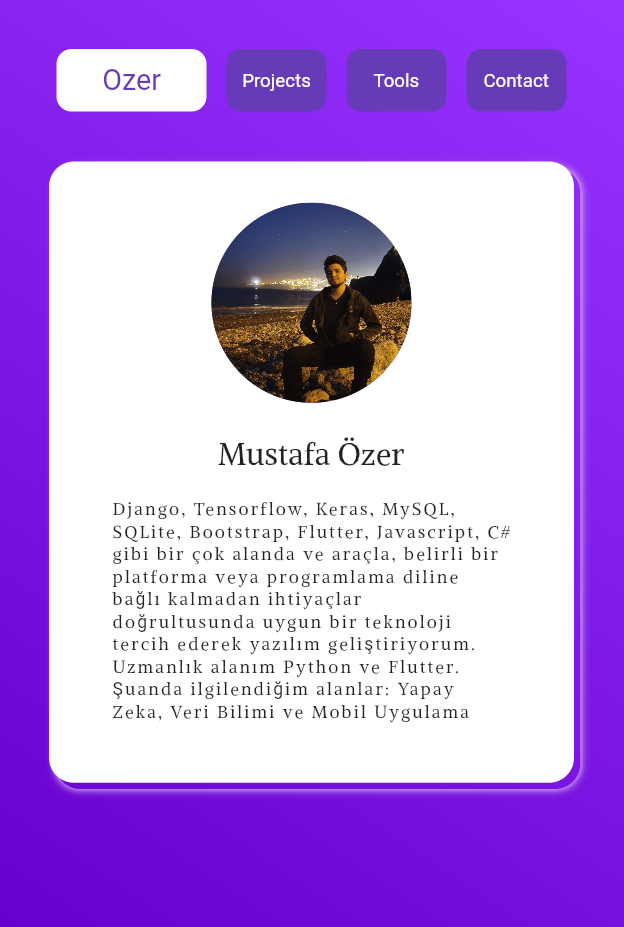 Ozer
Projects
Tools
Contact
Mustafa Özer
Django, Tensorflow, Keras, MySQL,
SQLite, Bootstrap, Flutter, Javascript, C#
gibi bir çok alanda ve araçla, belirli bir
platforma veya programlama diline
bağlı kalmadan ihtiyaçlar
doğrultusunda uygun bir teknoloji
tercih ederek yazılım geliştiriyorum.
Uzmanlık alanım Python ve Flutter.
Şuanda ilgilendiğim alanlar: Yapay
Zeka, Veri Bilimi ve Mobil Uygulama